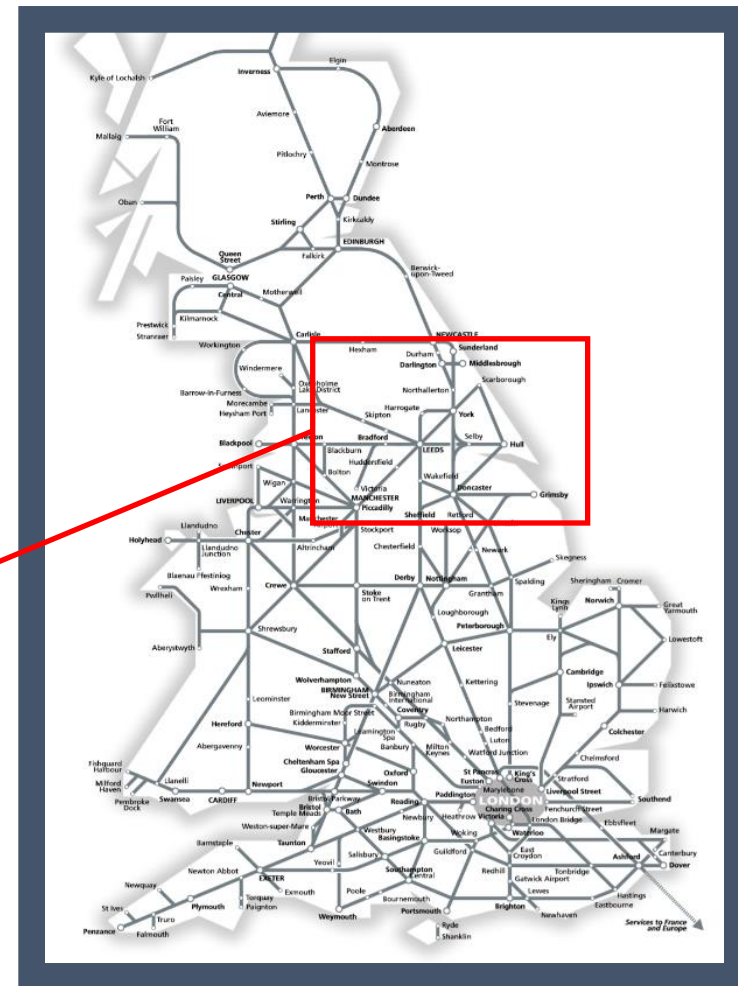 Elgin
Kyle of Lochalsh
Inverness
Aviemore
Fort
William
Aberdeen
Mallaig
Pitlochry
Montrose
Perth
Dundee
Oban
Stirling
Kirkcaldy
EDINBURGH
Queen
Street
Falkirk
Berwick-
upon-Tweed
GLASGOW
Paisley
Central
Motherwell
Kilmarnock
Prestwick
Stranraer
Carlisle
NEWCASTLE
Workington
Hexham
Sunderland
Durham
Darlington
Middlesbrough
Windermere
Scarborough
Lake District
Northallerton
Barrow-in-Furness
Morecambe
Heysham Port
Lancaster
Harrogate
York
Skipton
Blackpool
Bradford
Selby
Hull
Blackburn
LEEDS
Huddersfield
Bolton
Wakefield
Wigan
Victoria
Doncaster
Grimsby
LIVERPOOL
Warrington
MANCHESTER
Piccadilly
Manchester
Sheffield
Retford
Llandudno
Stockport
Worksop
Chester
Holyhead
Llandudno
Junction
Altrincham
Chesterfield
Newark
Skegness
Blaenau Ffestiniog
Pwllheli
Wrexham
Crewe
Stoke
on Trent
Derby
Nottingham
Grantham
Spalding
Sheringham
Cromer
Kings
Lynn
Norwich
Great
Yarmouth
Loughborough
Shrewsbury
Peterborough
Ely
Lowestoft
Aberystwyth
Stafford
Leicester
Wolverhampton
BIRMINGHAM
New Street
Nuneaton
Kettering
Cambridge
Ipswich
Felixstowe
Birmingham
International
Leominster
Coventry
Stevenage
Stansted
Airport
Harwich
Birmingham Moor Street
Rugby
Northampton
Hereford
Kidderminster
Leamington
Spa
Bedford
Colchester
Abergavenny
Worcester
Banbury
Milton
Keynes
Luton
Watford Junction
Chelmsford
Fishguard
Harbour
Cheltenham Spa
Gloucester
Oxford
St Pancras
Euston
King's
Cross
Stratford
Milford
Haven
Llanelli
Swindon
Marylebone
Liverpool Street
Pembroke
Dock
Swansea
CARDIFF
Newport
Bristol Parkway
Reading
Paddington
LONDON
Southend
Bristol
Temple Meads
Bath
Newbury
Heathrow
Victoria
Charing Cross
Fenchurch Street
London Bridge
Ebbsfleet
Weston-super-Mare
Westbury
Basingstoke
Woking
Waterloo
Margate
Barnstaple
Taunton
Guildford
East
Croydon
Canterbury
Yeovil
Salisbury
Redhill
Tonbridge
Ashford
Dover
Newton Abbot
EXETER
Southampton
Central
Gatwick Airport
Newquay
Exmouth
Poole
Lewes
Hastings
St Ives
Torquay
Paignton
Bournemouth
Eastbourne
Plymouth
Weymouth
Portsmouth
Brighton
Newhaven
Truro
Penzance
Falmouth
Ryde
Shanklin
Services to France
and Europe